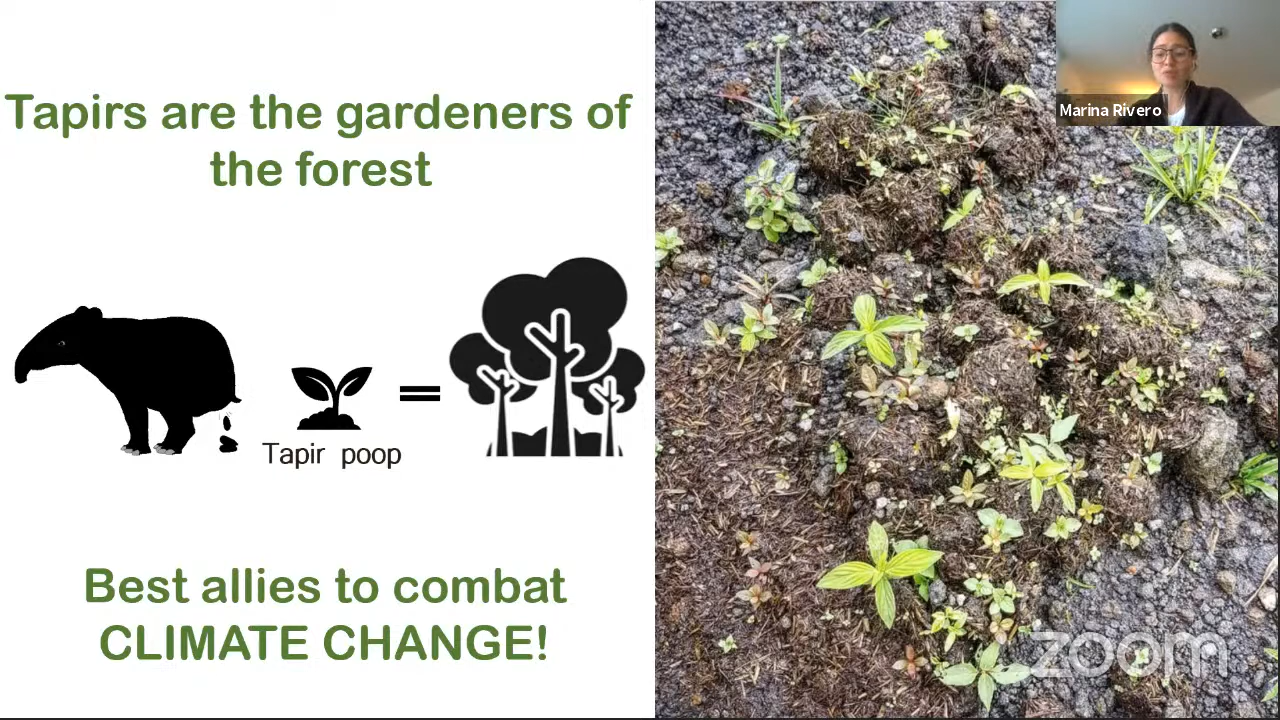 Tapirs are the gardeners of
the forest
Tapir poop
Best allies to combat
CLIMATE CHANGE!
Marina Rivero
zoom